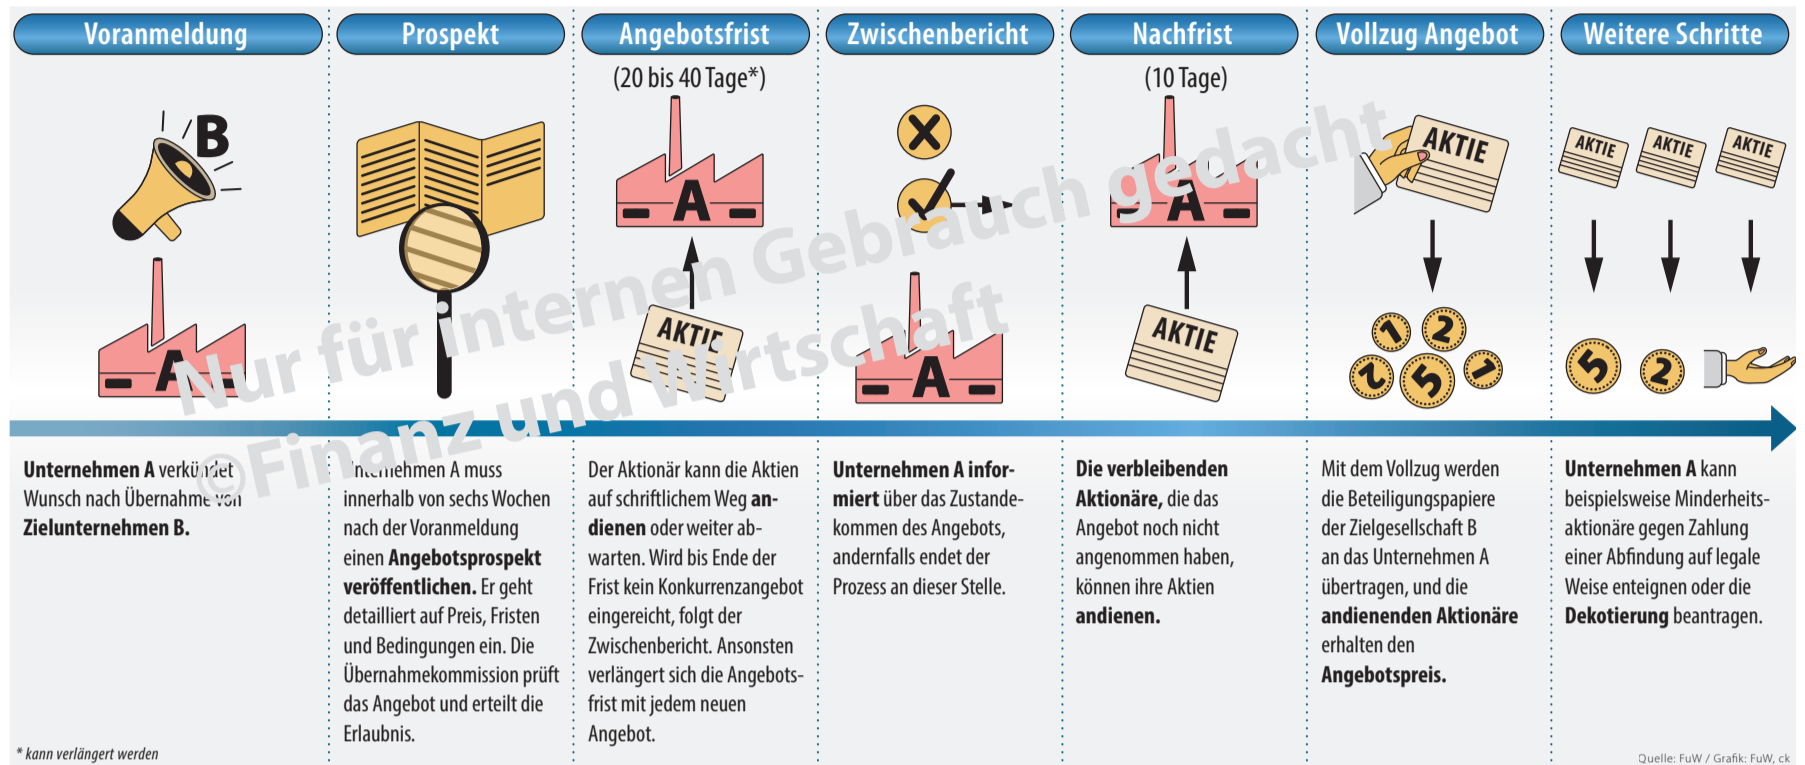 Voranmeldung
B
A
Unternehmen A verkündet
Wunsch nach Übernahme von
Zielunternehmen B.
* kann verlängert werden
Prospekt
Unternehmen A muss
innerhalb von sechs Wochen
nach der Voranmeldung
einen Angebotsprospekt
veröffentlichen. Er geht
detailliert auf Preis, Fristen
und Bedingungen ein. Die
Übernahmekommission prüft
das Angebot und erteilt die
Erlaubnis.
Angebotsfrist
(20 bis 40 Tage*)
A
AKTIE
Der Aktionär kann die Aktien
auf schriftlichem Weg an-
dienen oder weiter ab-
warten. Wird bis Ende der
Frist kein Konkurrenzangebot
eingereicht, folgt der
Zwischenbericht. Ansonsten
verlängert sich die Angebots-
frist mit jedem neuen
Angebot.
Zwischenbericht
A
Unternehmen A infor-
miert über das Zustande-
kommen des Angebots,
andernfalls endet der
Prozess an dieser Stelle.
Nachfrist
(10 Tage)
A
AKTIE
Die verbleibenden
Aktionäre, die das
Angebot noch nicht
angenommen haben,
können ihre Aktien
andienen.
Vollzug Angebot
AKTIE
1 2
2 5 1
Mit dem Vollzug werden
die Beteiligungspapiere
der Zielgesellschaft B
an das Unternehmen A
übertragen, und die
andienenden Aktionäre
erhalten den
Angebotspreis.
Weitere Schritte
AKTIE AKTIE AKTIE
5 2
Unternehmen A kann
beispielsweise Minderheits-
aktionäre gegen Zahlung
einer Abfindung auf legale
Weise enteignen oder die
Dekotierung beantragen.
Quelle: FuW / Grafik: FuW, ck
Nur für internen Gebrauch gedacht
©Finanz und Wirtschaft